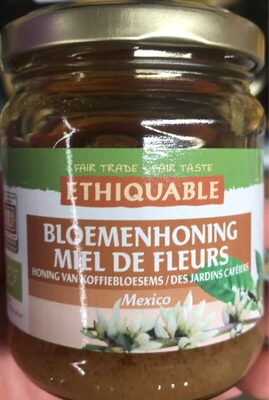 FAIR TRADE - FAIR TASTE
ETHIQUABLE
BLOEMENHONING
MIEL DE FLEURS
HONING VAN KOFFIEBLOESEMS / DES JARDINS CAFÉIERS
Mexico